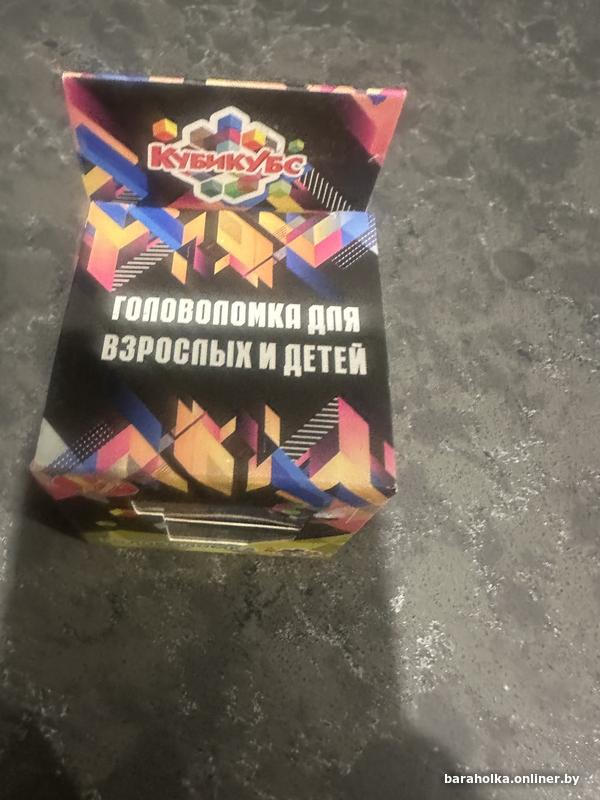 КУБИКУБС
ГОЛОВОЛОМКА ДЛЯ
ВЗРОСЛЫХ И ДЕТЕЙ
baraholka.onliner.by